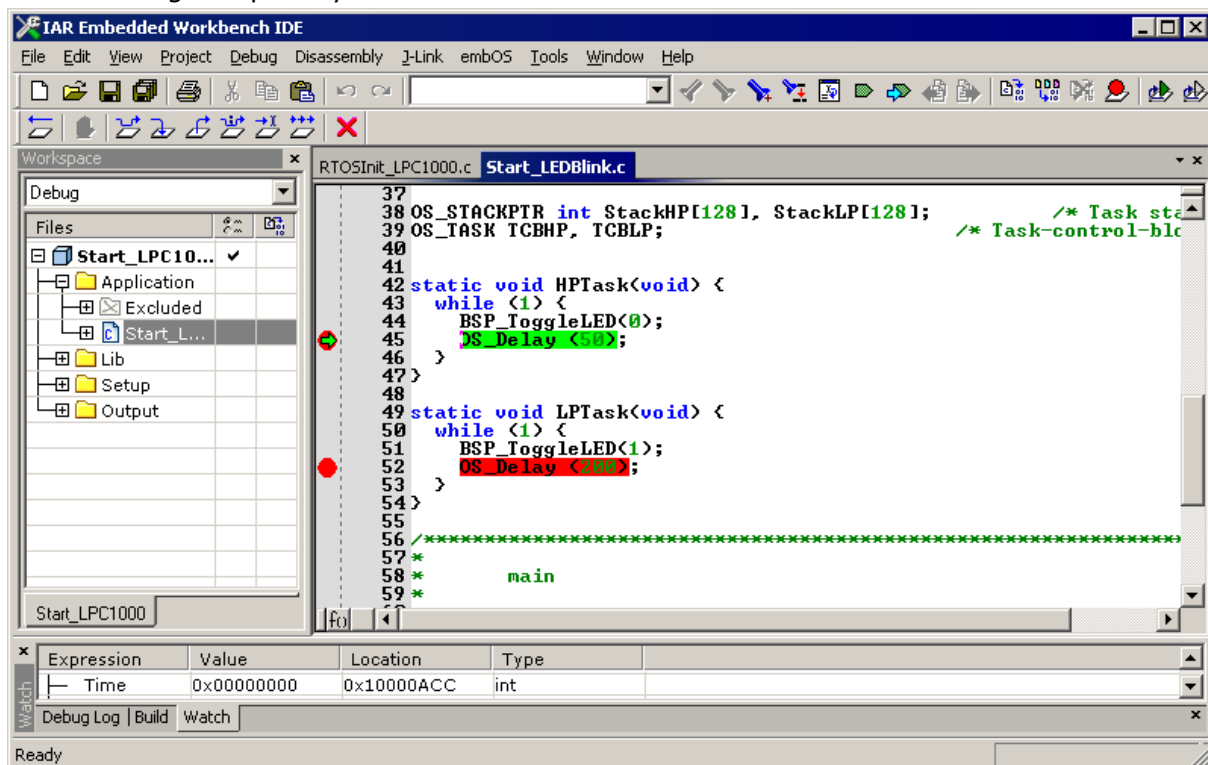 IAR Embedded Workbench IDE
File Edit View Project Debug Disassembly J-Link embOS Tools Window Help
Workspace
Debug
Files
Start_LPC10...
Application
Excluded
Start_L...
Lib
Setup
Output
Start_LPC1000
RTOSInit_LPC1000.c Start_LEDBlink.c
37
38 OS_STACKPTR int StackHP[128], StackLP[128]; /* Task sta
39 OS_TASK TCBHP, TCBLP; /* Task-control-blo
40
41
42 static void HPTask(void) {
43 while (1) {
44 BSP_ToggleLED(0);
45 OS_Delay (50);
46 }
47 }
48
49 static void LPTask(void) {
50 while (1) {
51 BSP_ToggleLED(1);
52 OS_Delay (200);
53 }
54 }
55
56 /*****************************************************************
57 *
58 * main
59 *
Expression Value Location Type
Time 0x00000000 0x10000ACC int
Watch
Debug Log Build Watch
Ready